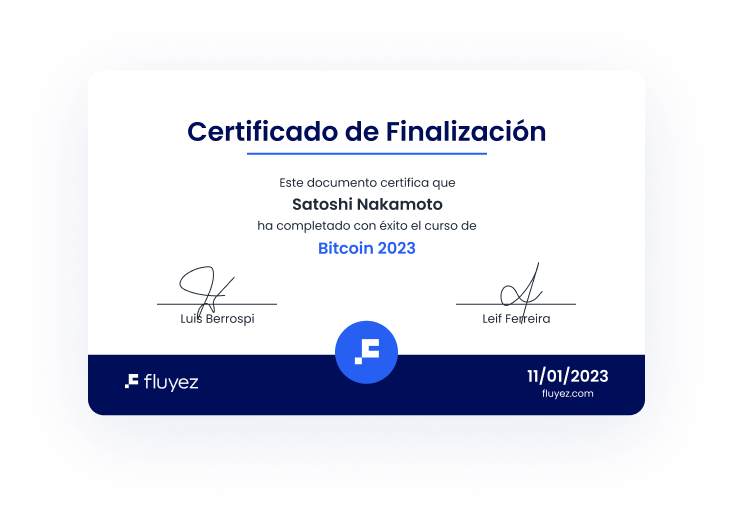 Certificado de Finalización
Este documento certifica que
Satoshi Nakamoto
ha completado con éxito el curso de
Bitcoin 2023
Luis Berrospi
Leif Ferreira
fluyez
11/01/2023
fluyez.com